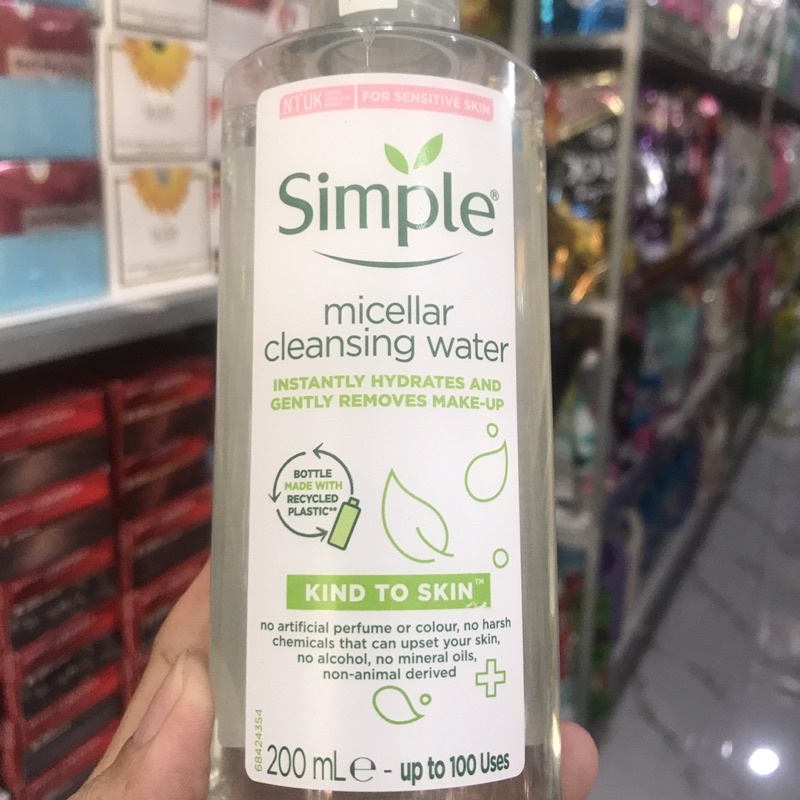 FOR SENSITIVE SKIN
Simple®
micellar
cleansing water
INSTANTLY HYDRATES AND
GENTLY REMOVES MAKE-UP
BOTTLE
MADE WITH
RECYCLED
PLASTIC**
KIND TO SKIN™
no artificial perfume or colour, no harsh
chemicals that can upset your skin,
no alcohol, no mineral oils,
non-animal derived
68424354
200 mL ℮ - up to 100 Uses